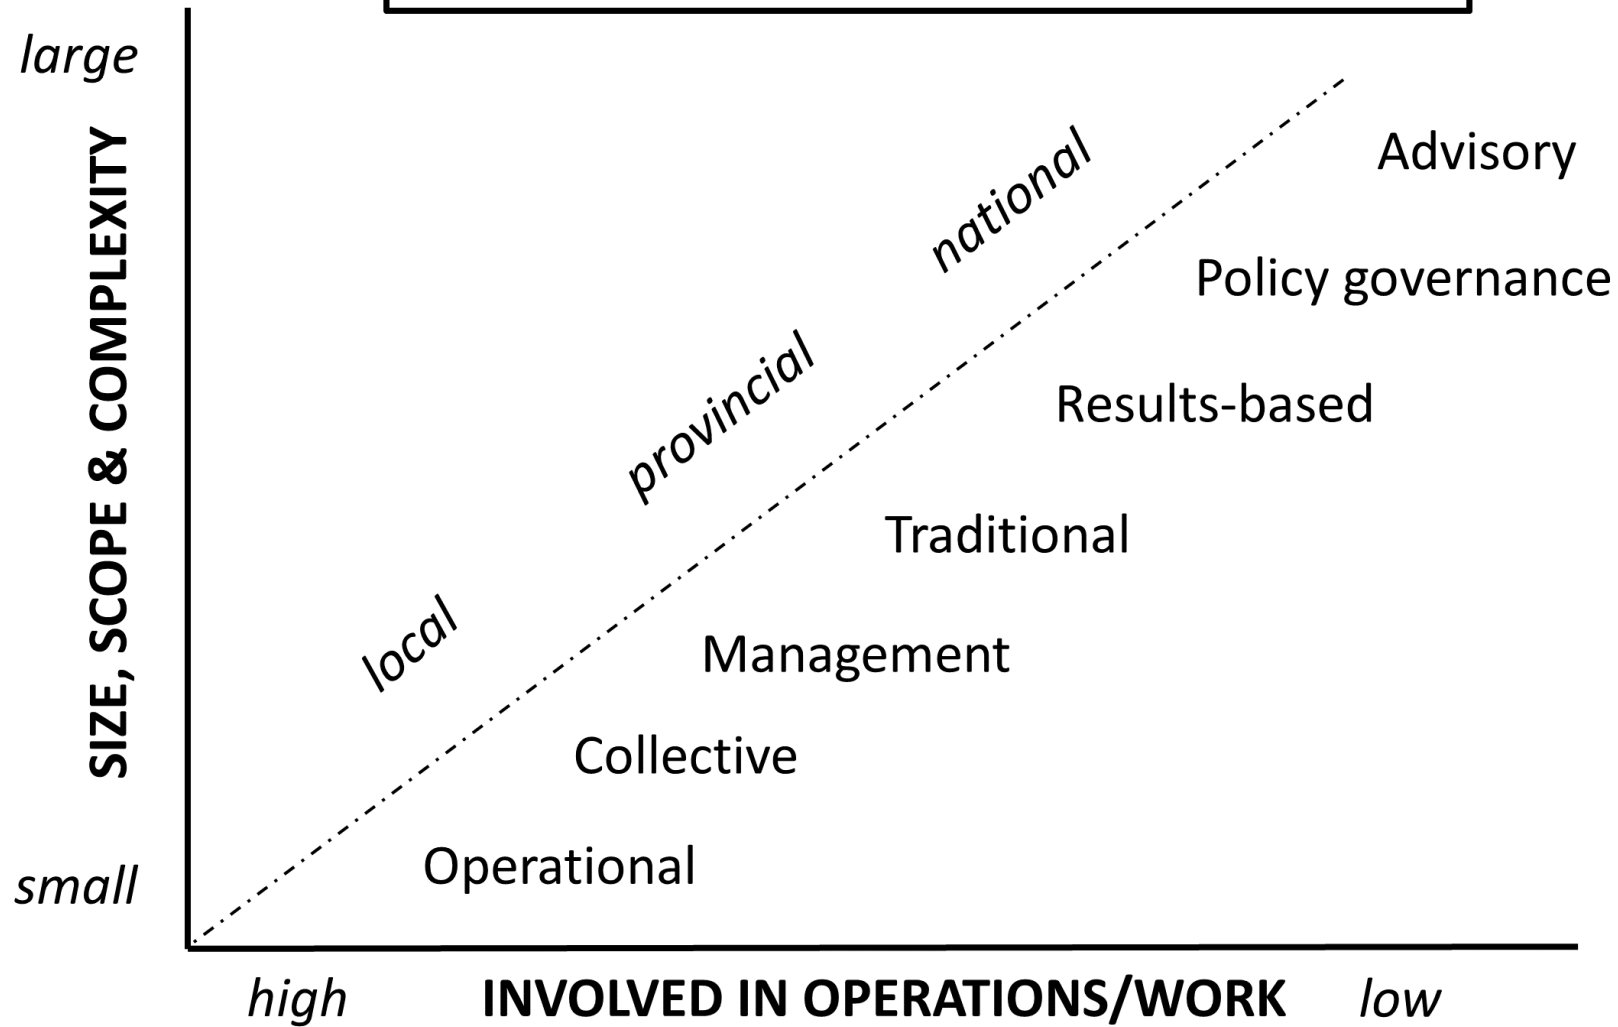 large
Advisory
national
Policy governance
provincial
Results-based
Traditional
local
Management
Collective
Operational
small
SIZE, SCOPE & COMPLEXITY
high
INVOLVED IN OPERATIONS/WORK
low